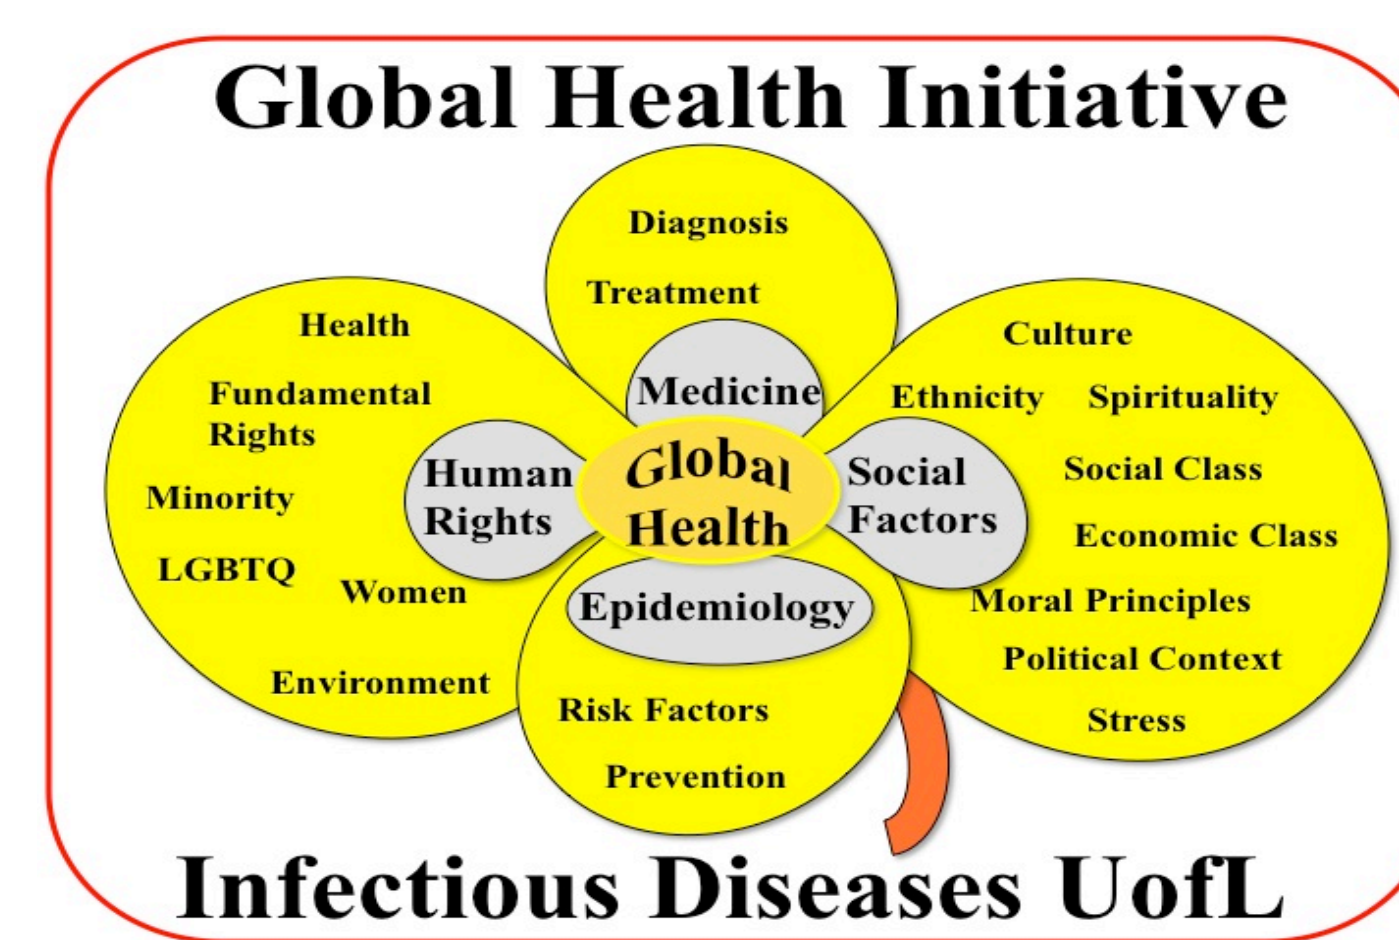 Global Health Initiative
Diagnosis
Treatment
Medicine
Health
Fundamental
Rights
Minority
LGBTQ
Women
Environment
Human
Rights
Global
Health
Social
Factors
Culture
Ethnicity Spirituality
Social Class
Economic Class
Moral Principles
Political Context
Stress
Epidemiology
Risk Factors
Prevention
Infectious Diseases UofL